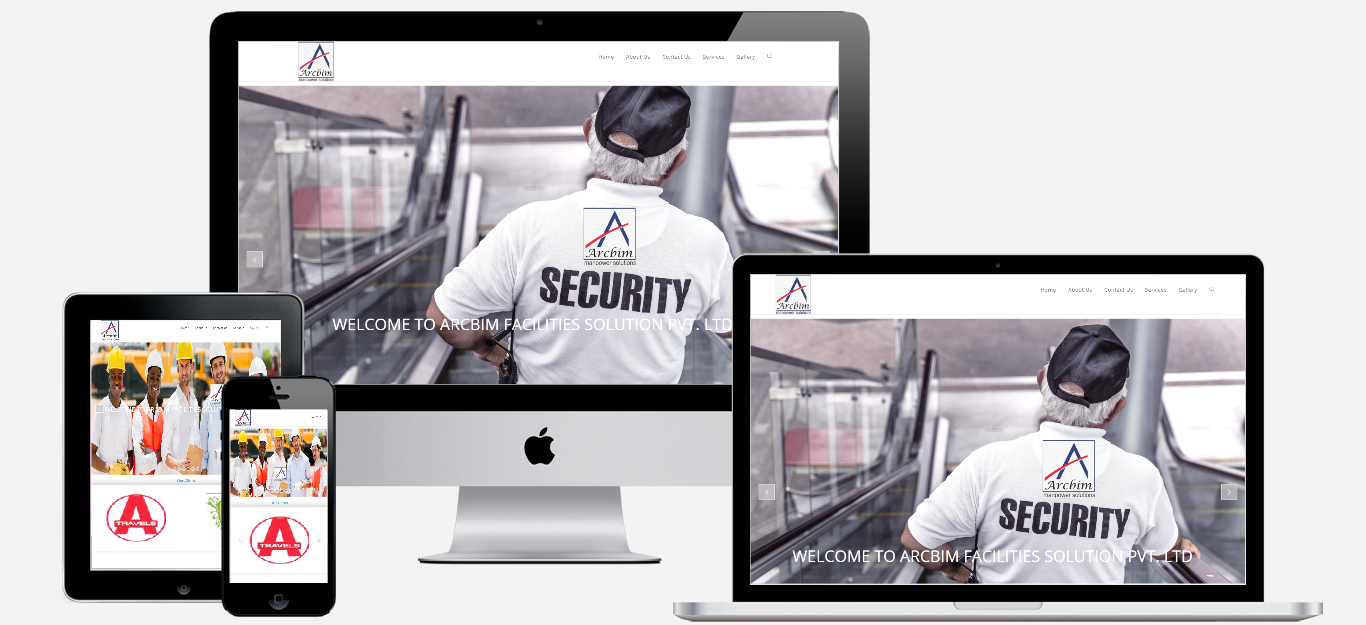 Arcbim
manpower solutions
Home About Us Contact Us Services Gallery
Arcbim
manpower solutions
SECURITY
WELCOME TO ARCBIM FACILITIES SOLUTION PVT. LTD
Arcbim
Home About Us Contact Us Services Gallery
Arcbim
manpower solutions
SECURITY
WELCOME TO ARCBIM FACILITIES SOLUTION PVT. LTD
A
TRAVELS
A
TRAVELS